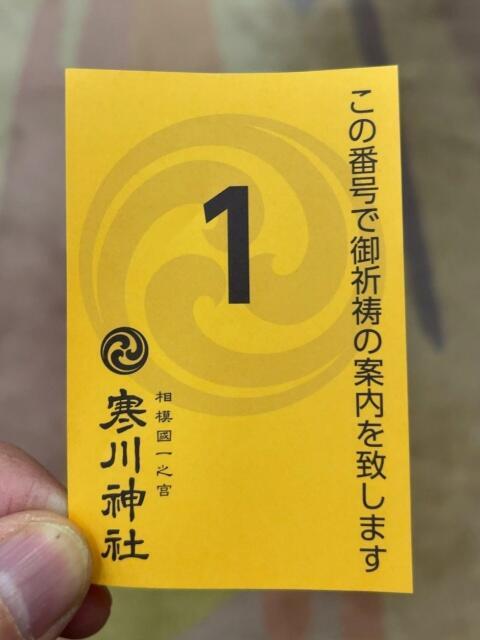 この番号で御祈祷の案内を致します
1
相模國一之宮
寒川神社